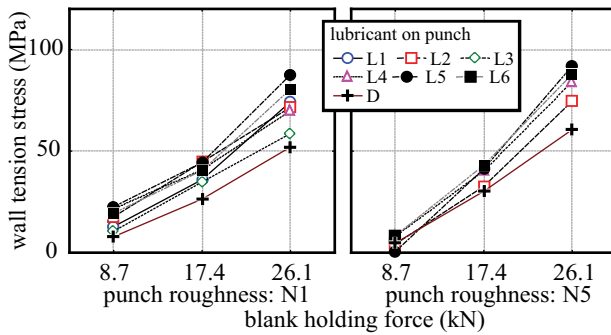 wall tension stress (MPa)
100
50
0
lubricant on punch
L1 L2 L3
L4 L5 L6
D
8.7 17.4 26.1 8.7 17.4 26.1
punch roughness: N1 punch roughness: N5
blank holding force (kN)